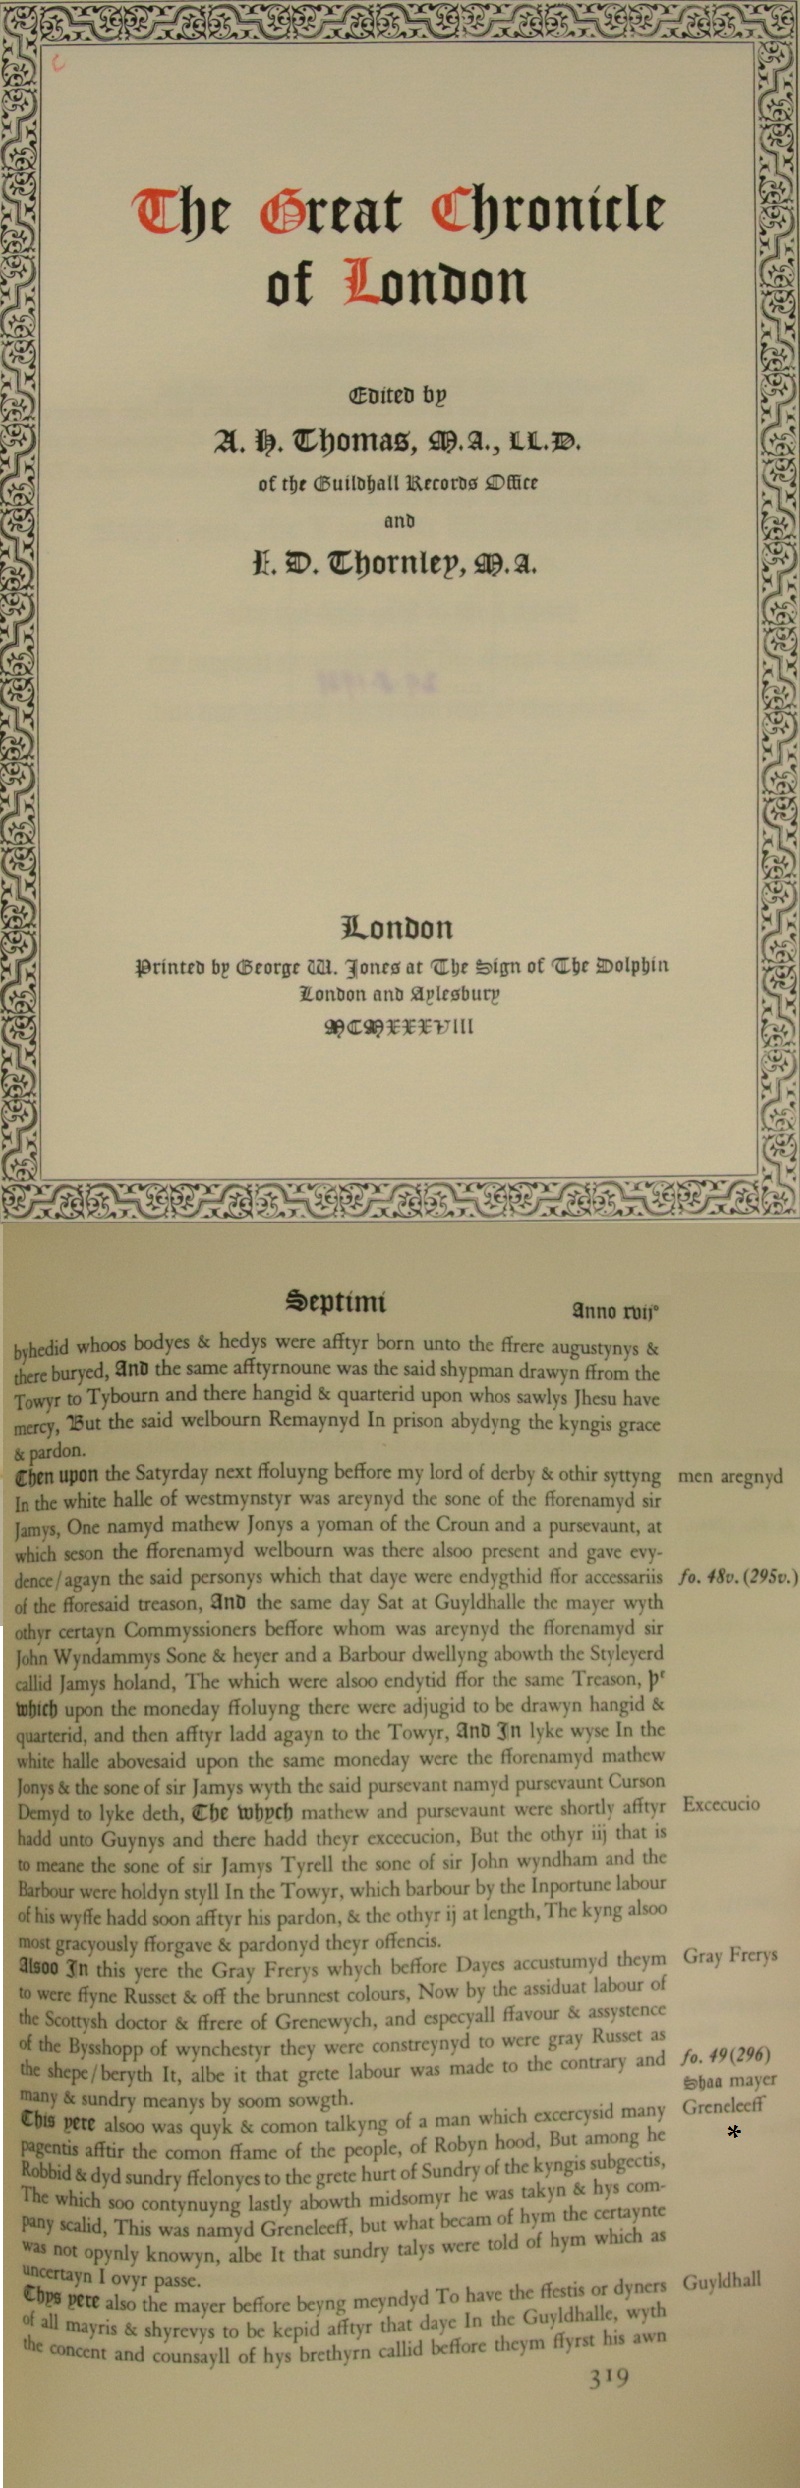 The Great Chronicle
of London
Edited by
A. H. Thomas, M.A., LL.D.
of the Guildhall Records Office
and
I. D. Thornley, M.A.
London
Printed by George W. Jones at The Sign of The Dolphin
London and Aylesbury
MCMXXXVIII
Septimi
Anno xvij°
byhedid whoos bodyes & hedys were afftyr born unto the ffrere augustynys &
there buryed, And the same afftyrnoune was the said shypman drawyn ffrom the
Towyr to Tybourn and there hangid & quarterid upon whos sawlys Jhesu have
mercy, But the said welbourn Remaynyd In prison abydyng the kyngis grace
& pardon.
Then upon the Satyrday next ffoluyng beffore my lord of derby & othir syttyng
men aregnyd
In the white halle of westmynstyr was areynyd the sone of the fforenamyd sir
Jamys, One namyd mathew Jonys a yoman of the Croun and a pursevaunt, at
which seson the fforenamyd welbourn was there alsoo present and gave evy-
dence/agayn the said personys which that daye were endygthid ffor accessariis
fo. 48v. (295v.)
of the fforesaid treason, And the same day Sat at Guyldhalle the mayer wyth
othyr certayn Commyssioners beffore whom was areynyd the fforenamyd sir
John Wyndammys Sone & heyer and a Barbour dwellyng abowth the Styleyerd
callid Jamys holand, The which were alsoo endytid ffor the same Treason, þe
which upon the moneday ffoluyng there were adjugid to be drawyn hangid &
quarterid, and then afftyr ladd agayn to the Towyr, And In lyke wyse In the
white halle abovesaid upon the same moneday were the fforenamyd mathew
Jonys & the sone of sir Jamys wyth the said pursevant namyd pursevaunt Curson
Demyd to lyke deth, The whych mathew and pursevaunt were shortly afftyr
Excecucio
hadd unto Guynys and there hadd theyr excecucion, But the othyr iij that is
to meane the sone of sir Jamys Tyrell the sone of sir John wyndham and the
Barbour were holdyn styll In the Towyr, which barbour by the Inportune labour
of his wyffe hadd soon afftyr his pardon, & the othyr ij at length, The kyng alsoo
most gracyously fforgave & pardonyd theyr offencis.
Alsoo In this yere the Gray Frerys whych beffore Dayes accustumyd theym
Gray Frerys
to were ffyne Russet & off the brunnest colours, Now by the assiduat labour of
the Scottysh doctor & ffrere of Grenewych, and especyall ffavour & assystence
of the Bysshopp of wynchestyr they were constreynyd to were gray Russet as
the shepe/beryth It, albe it that grete labour was made to the contrary and
fo. 49 (296)
many & sundry meanys by soom sowgth.
Shaa mayer
This yere alsoo was quyk & comon talkyng of a man which excercysid many
Greneleeff
pagentis afftir the comon ffame of the people, of Robyn hood, But among he
*
Robbid & dyd sundry ffelonyes to the grete hurt of Sundry of the kyngis subgectis,
The which soo contynuyng lastly abowth midsomyr he was takyn & hys com-
pany scalid, This was namyd Greneleeff, but what becam of hym the certaynte
was not opynly knowyn, albe It that sundry talys were told of hym which as
uncertayn I ovyr passe.
Thys yere also the mayer beffore beyng meyndyd To have the ffestis or dyners
Guyldhall
of all mayris & shyrevys to be kepid afftyr that daye In the Guyldhalle, wyth
the concent and counsayll of hys brethyrn callid beffore theym ffyrst his awn
319